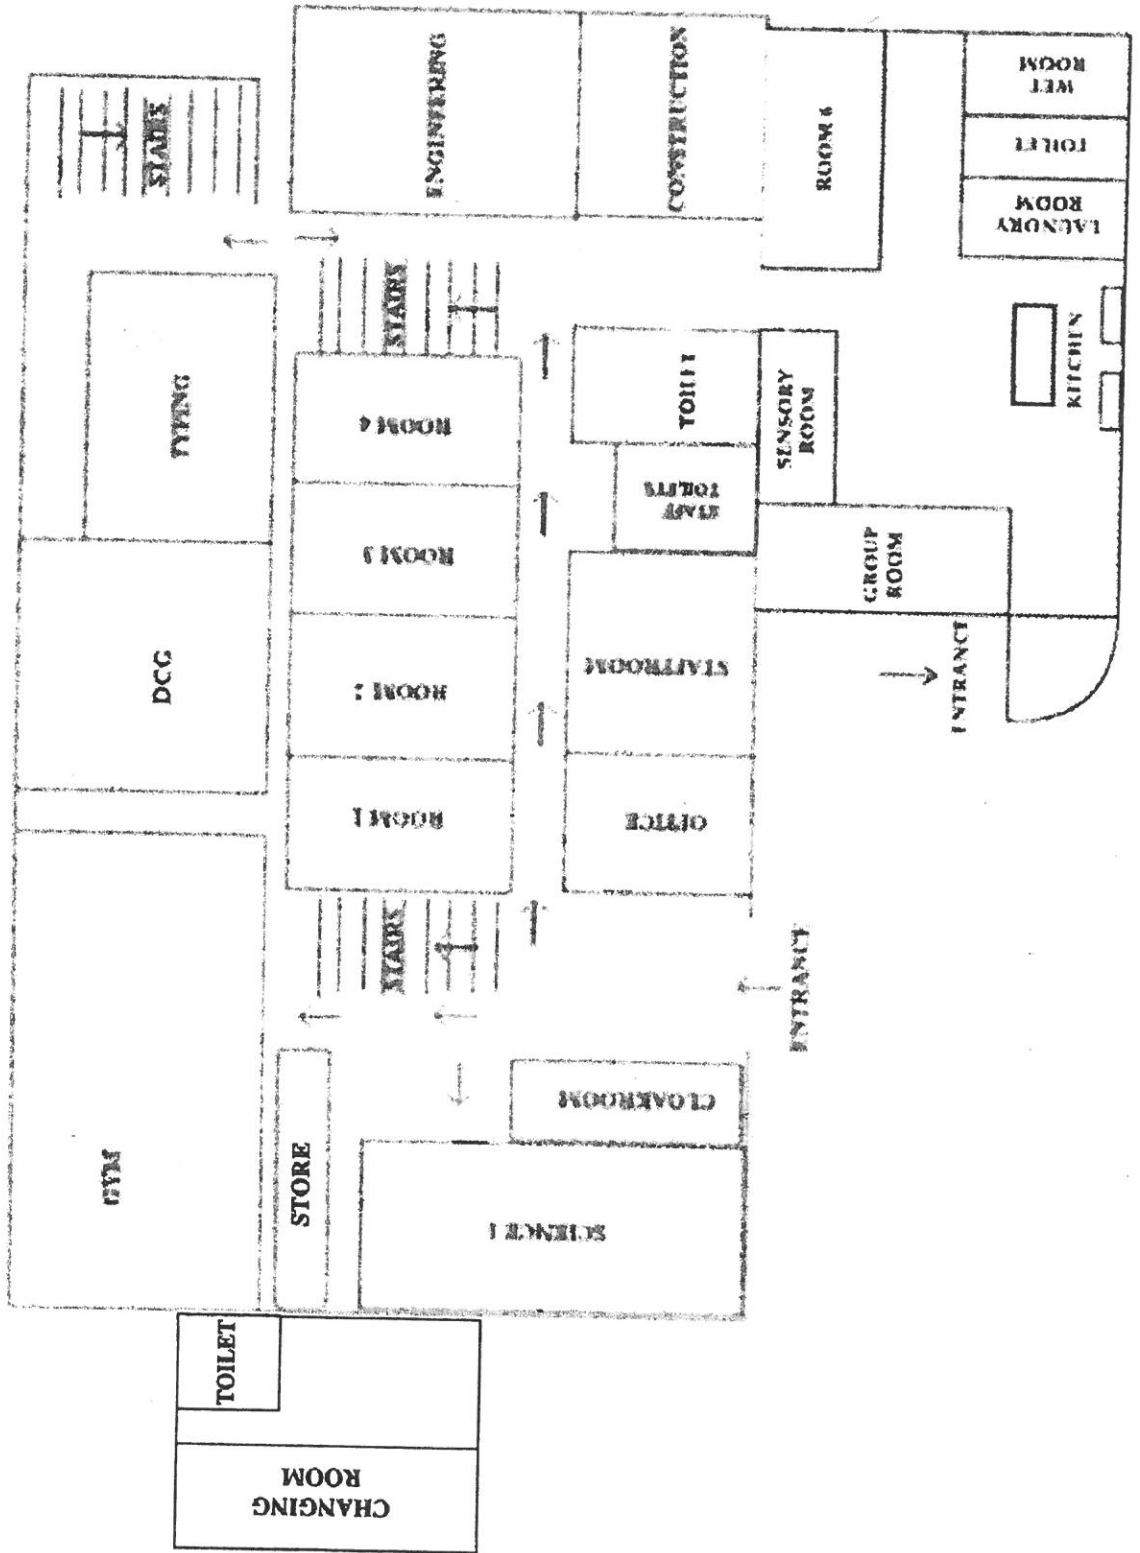 ENGINEERING
CONSTRUCTION
ROOM 6
WET
ROOM
TOILET
LAUNRY
ROOM
STAIRS
STAIRS
TYPING
ROOM 4
TOILET
SENSORY
ROOM
KITCHEN
STAFF
TOILETS
ROOM 3
GROUP
ROOM
DCG
ROOM 2
STAFFROOM
ENTRANCE
ROOM 1
OFFICE
STAIRS
ENTRANCE
CLOAKROOM
GYM
STORE
SCIENCE 1
TOILET
CHANGING
ROOM